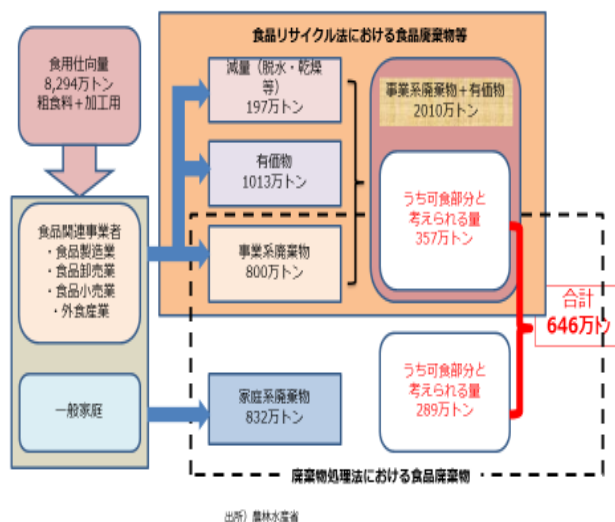 食品リサイクル法における食品廃棄物等
食用仕向量
8,294万トン
粗食料+加工用
減量(脱水・乾燥
等)
197万トン
事業系廃棄物+有価物
2010万トン
有価物
1013万トン
うち可食部分と
考えられる量
357万トン
食品関連事業者
・食品製造業
・食品卸売業
・食品小売業
・外食産業
事業系廃棄物
800万トン
合計
646万トン
一般家庭
家庭系廃棄物
832万トン
うち可食部分と
考えられる量
289万トン
廃棄物処理法における食品廃棄物
出所)農林水産省